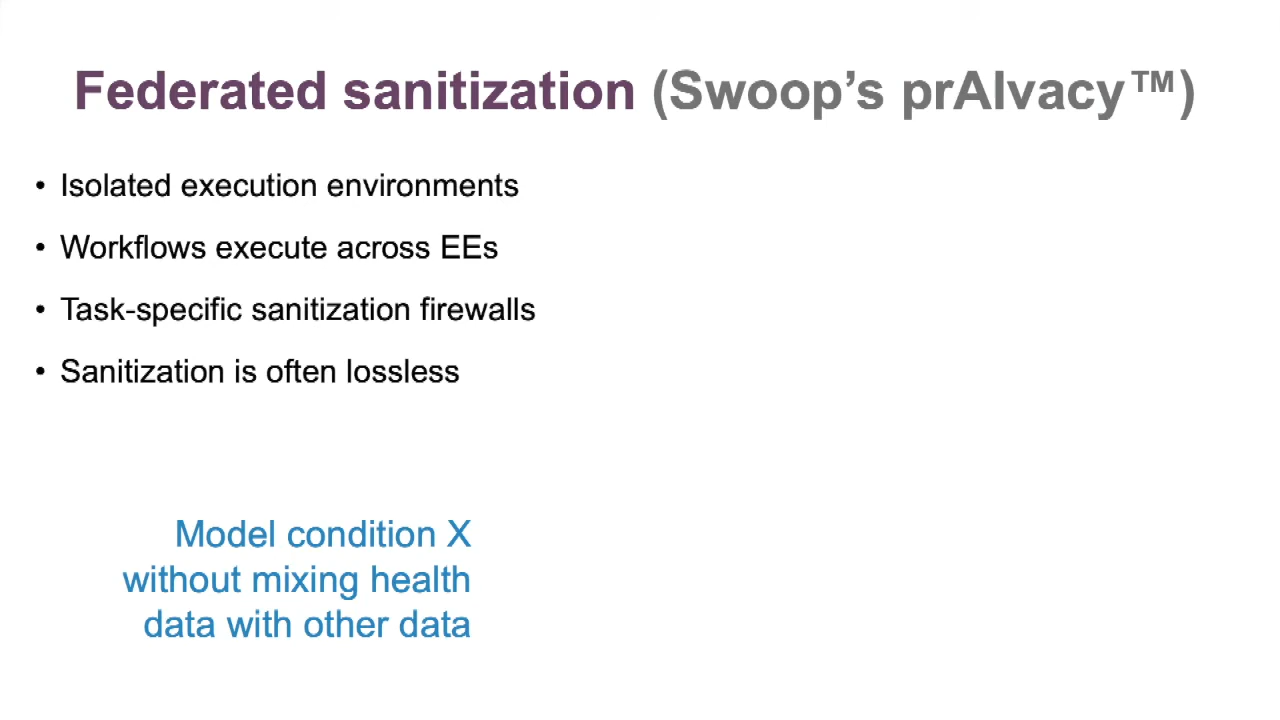 Federated sanitization (Swoop’s prAIvacy™)
• Isolated execution environments
• Workflows execute across EEs
• Task-specific sanitization firewalls
• Sanitization is often lossless
Model condition X
without mixing health
data with other data